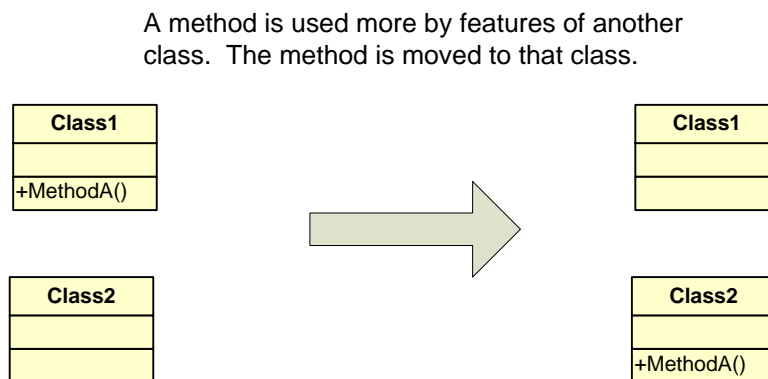 A method is used more by features of another
class.  The method is moved to that class.
Class1
+MethodA()
Class1
Class2
Class2
+MethodA()